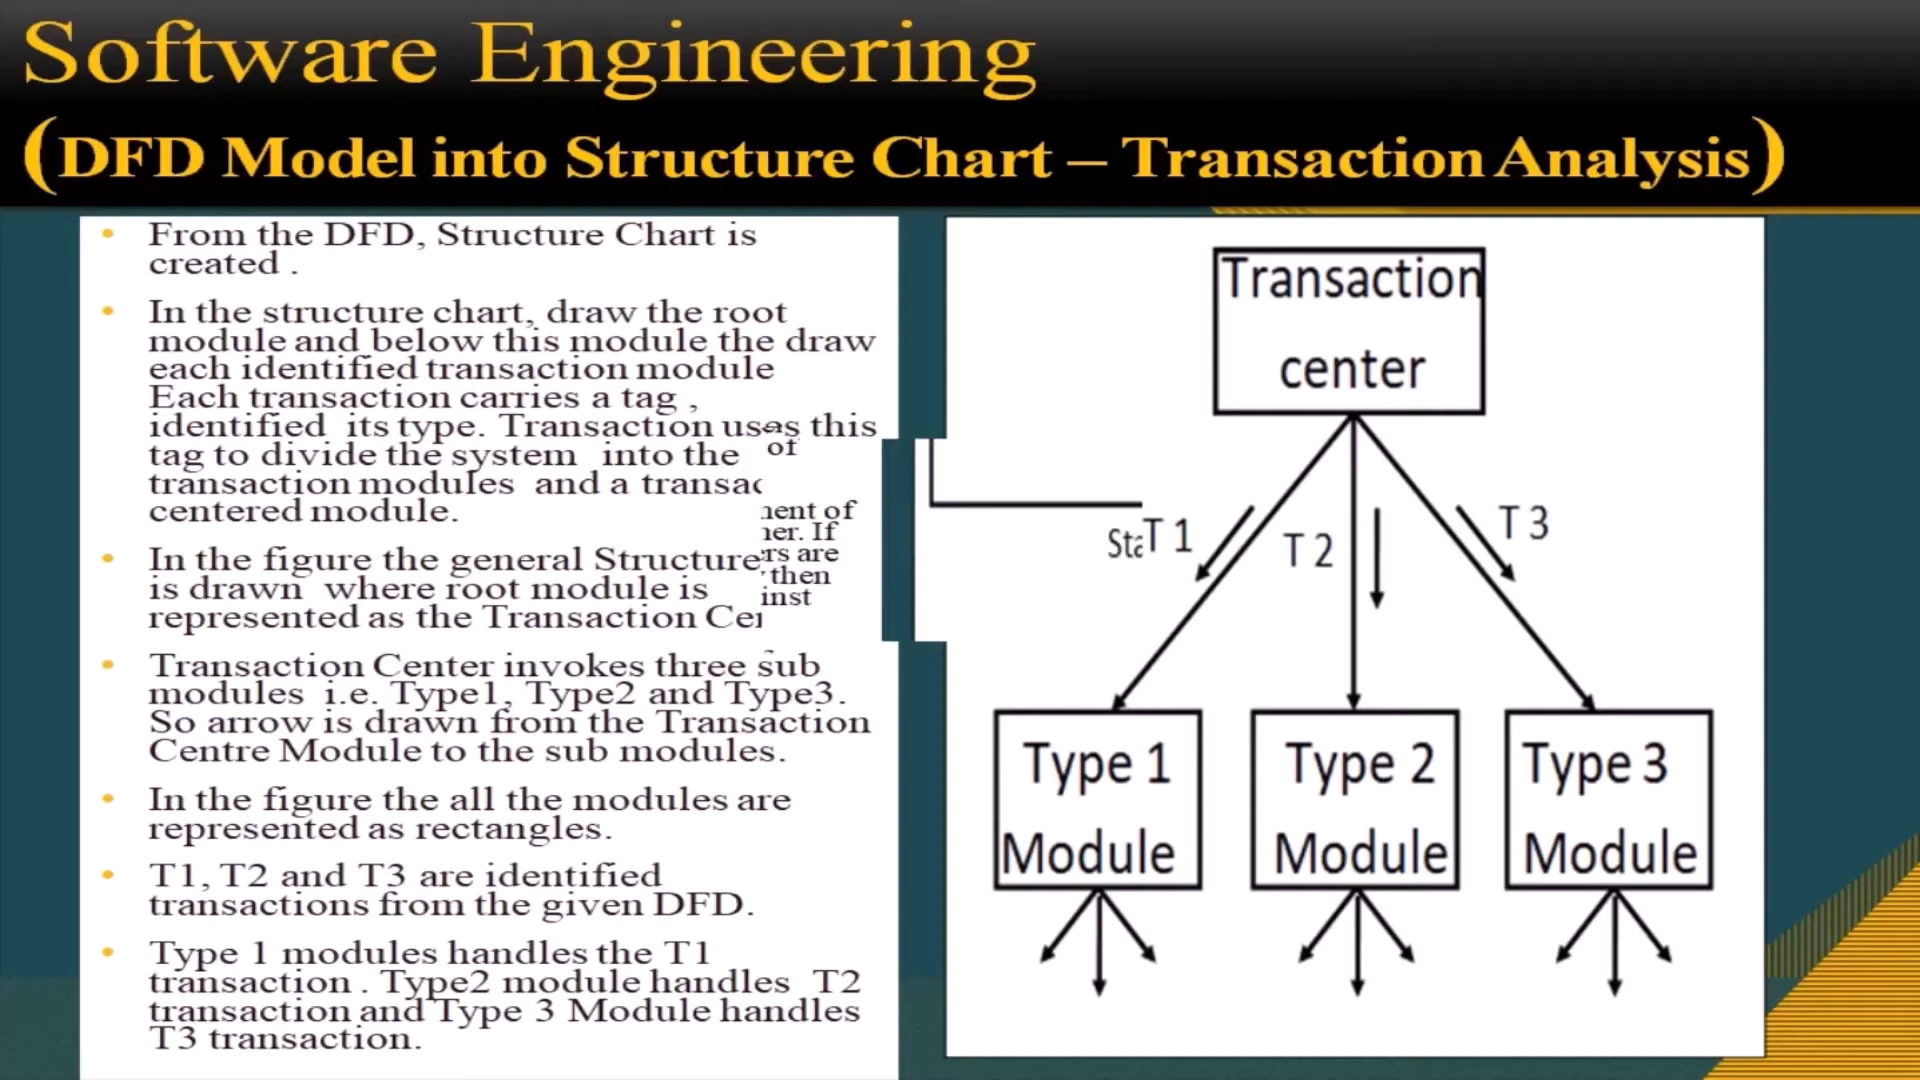 Software Engineering
(DFD Model into Structure Chart – Transaction Analysis)
From the DFD, Structure Chart is
created .
In the structure chart, draw the root
module and below this module the draw
each identified transaction module
Each transaction carries a tag ,
identified its type. Transaction uses this
tag to divide the system into the
of
transaction modules and a
centered module.
In the figure the general Structure
is drawn where root module is
represented as the Transaction
of
If
are
then
Transaction Center invokes three sub
modules i.e. Type1, Type2 and Type3.
So arrow is drawn from the Transaction
Centre Module to the sub modules.
In the figure the all the modules are
represented as rectangles.
T1, T2 and T3 are identified
transactions from the given DFD.
Type 1 modules handles the T1
transaction . Type2 module handles T2
transaction and Type 3 Module handles
T3 transaction.
Transaction
center
T 1
T 2
T 3
Type 1
Module
Type 2
Module
Type 3
Module